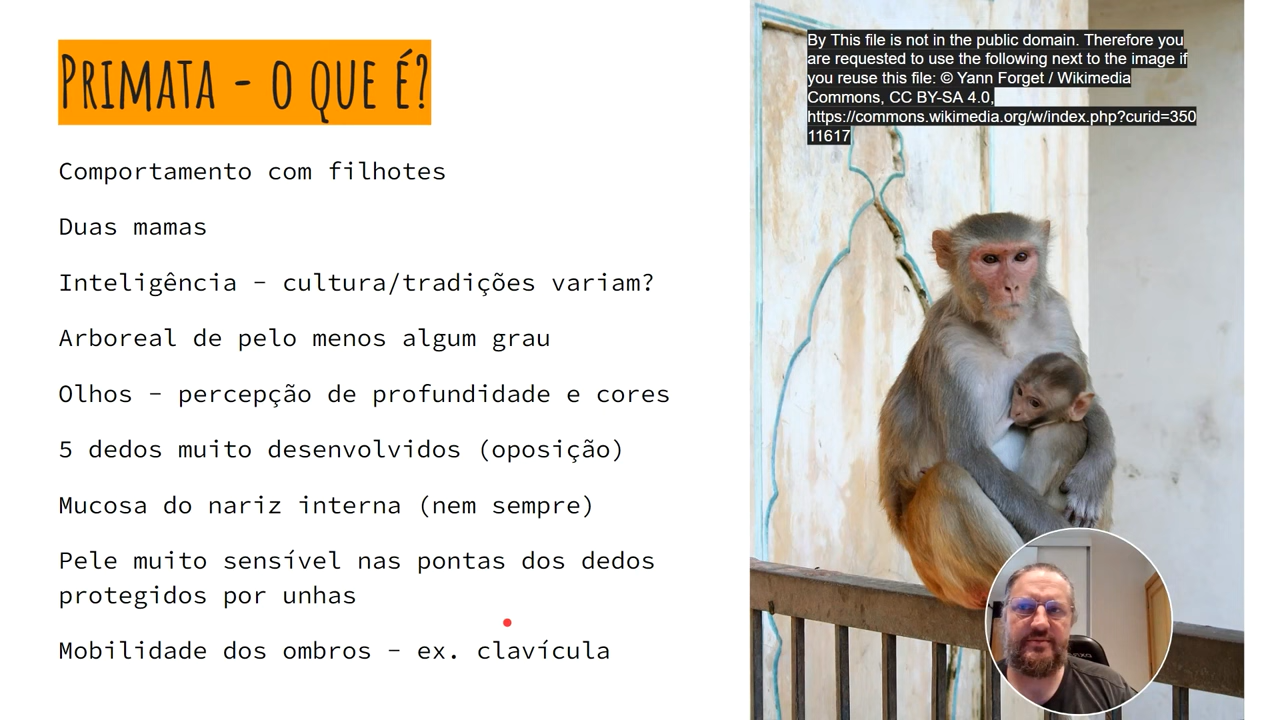 Primata - o que é?
Comportamento com filhotes
Duas mamas
Inteligência - cultura/tradições variam?
Arboreal de pelo menos algum grau
Olhos - percepção de profundidade e cores
5 dedos muito desenvolvidos (oposição)
Mucosa do nariz interna (nem sempre)
Pele muito sensível nas pontas dos dedos
protegidos por unhas
Mobilidade dos ombros - ex. clavícula
By This file is not in the public domain. Therefore you
are requested to use the following next to the image if
you reuse this file: © Yann Forget / Wikimedia
Commons, CC BY-SA 4.0,
https://commons.wikimedia.org/w/index.php?curid=350
11617